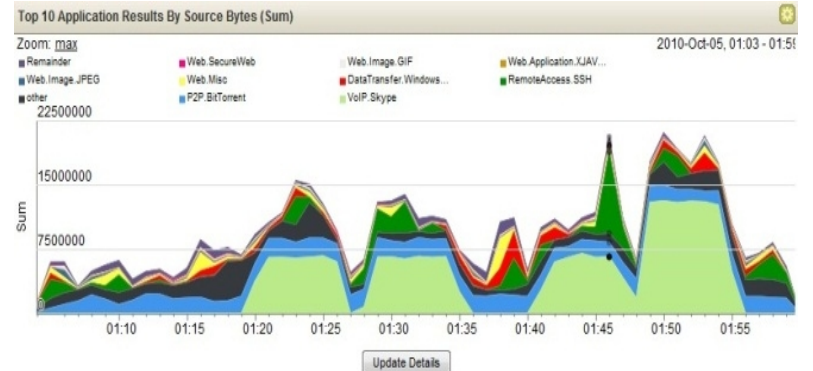 Top 10 Application Results By Source Bytes (Sum)
Zoom: max
2010-Oct-05, 01:03 - 01:59
Remainder Web.SecureWeb Web.Image.GIF Web.Application.XJAV...
Web.Image.JPEG Web.Misc DataTransfer.Windows... RemoteAccess.SSH
other P2P.BitTorrent VoIP.Skype
22500000
15000000
7500000
0
Sum
01:10 01:15 01:20 01:25 01:30 01:35 01:40 01:45 01:50 01:55
Update Details